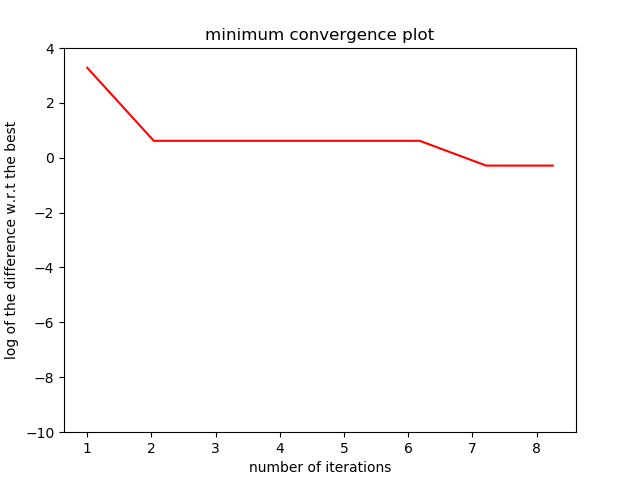 minimum convergence plot
log of the difference w.r.t the best
4
2
0
−2
−4
−6
−8
−10
1 2 3 4 5 6 7 8
number of iterations